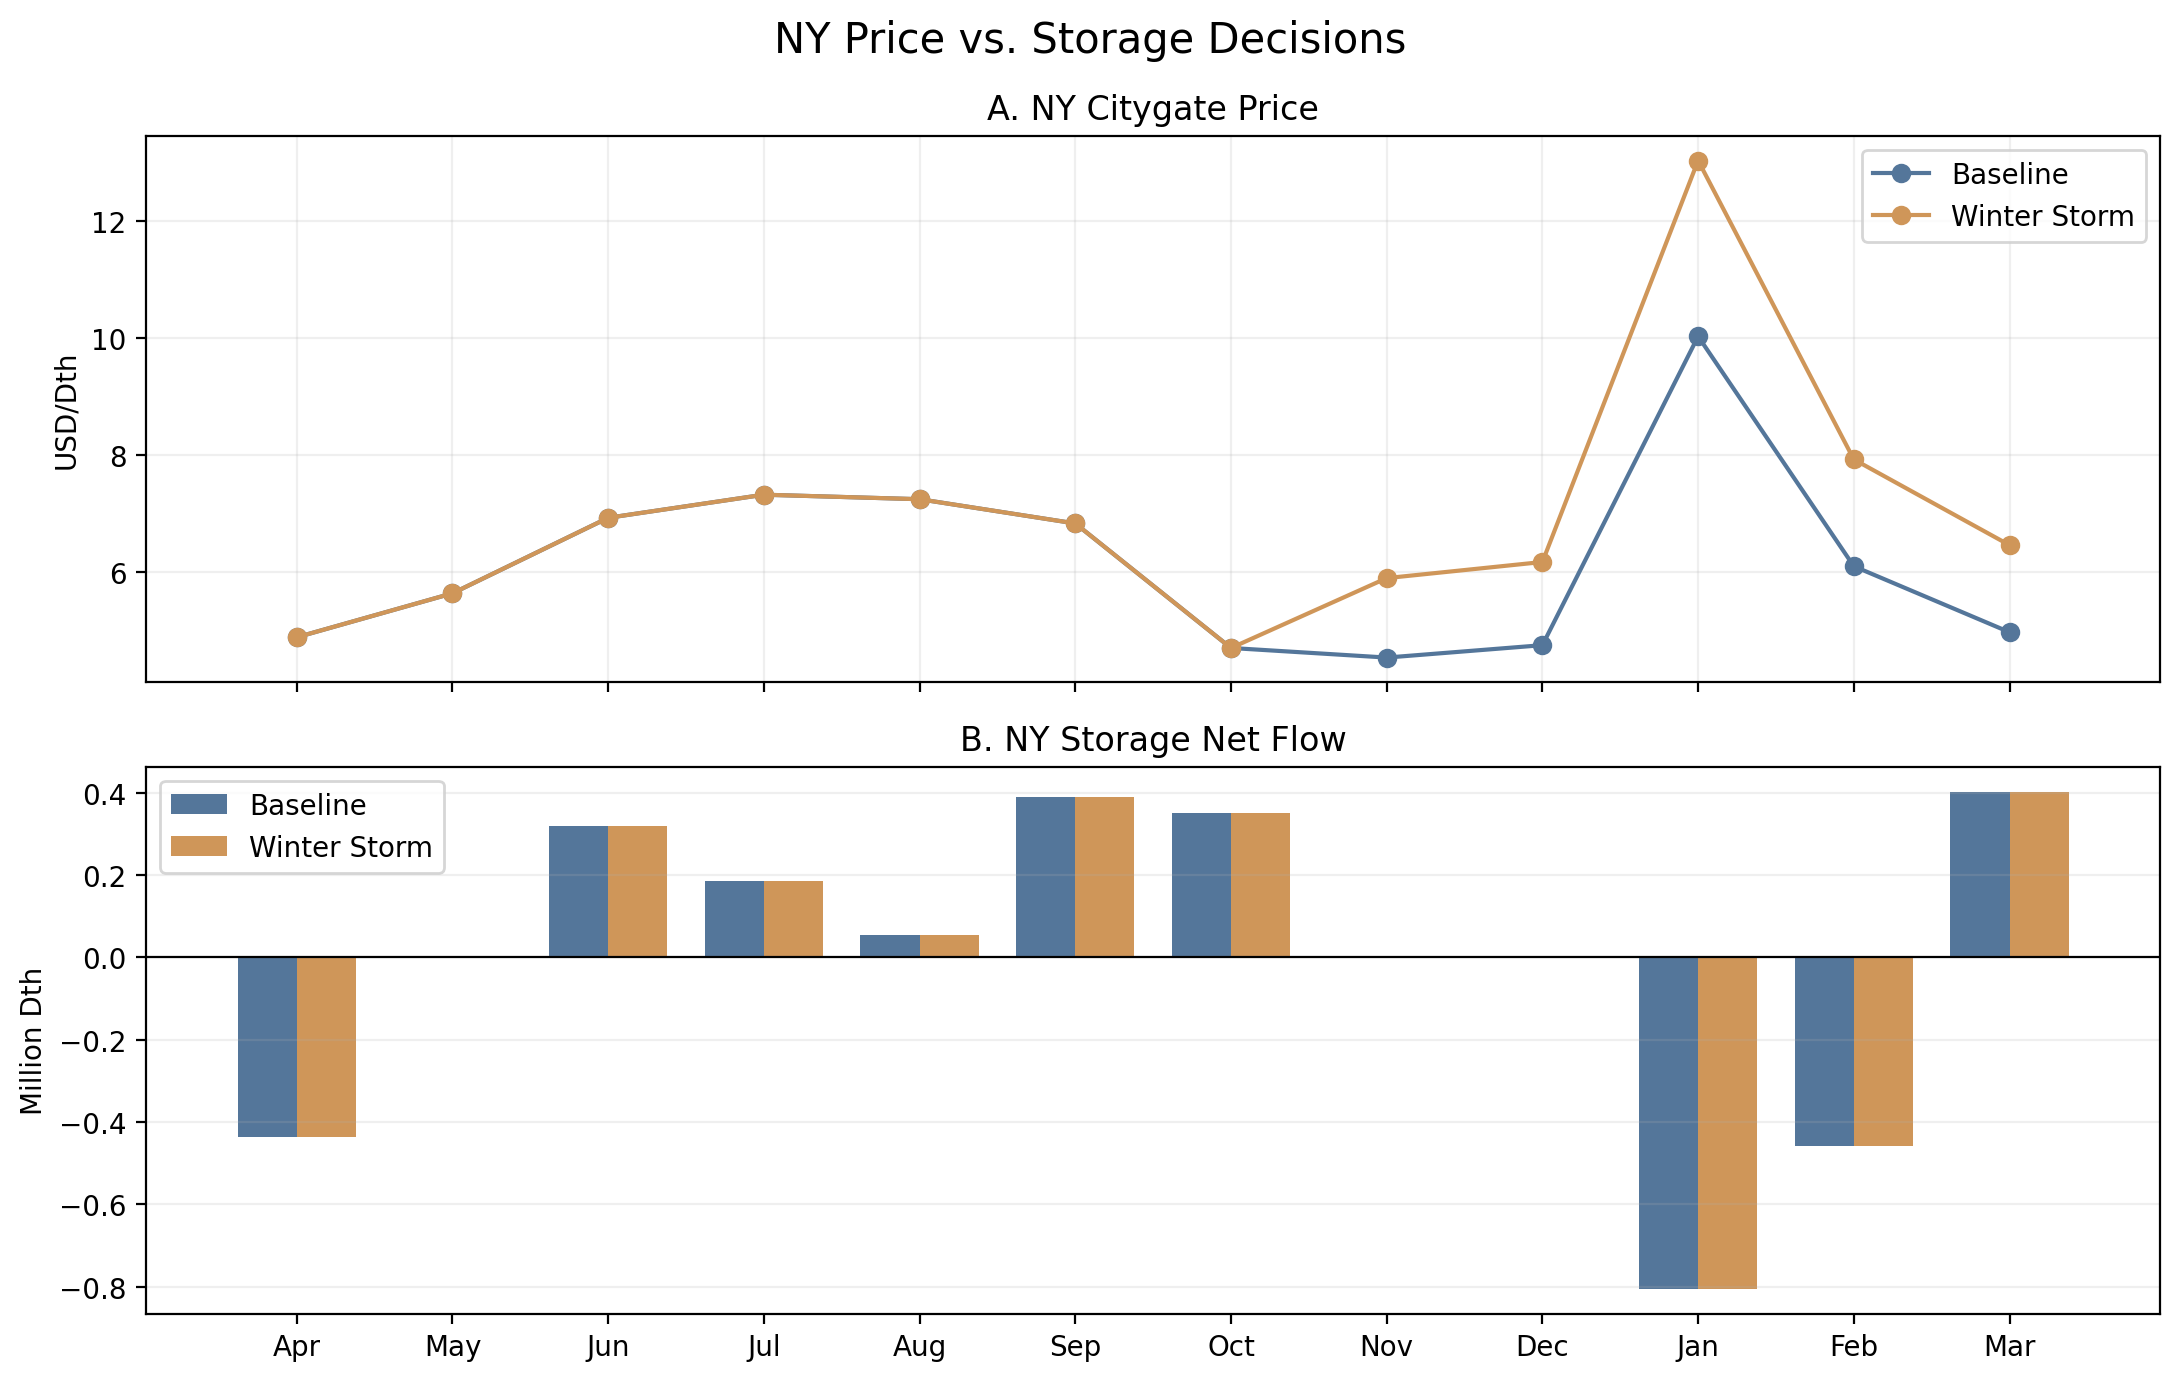 NY Price vs. Storage Decisions
A. NY Citygate Price
USD/Dth
12
10
8
6
Baseline
Winter Storm
B. NY Storage Net Flow
Million Dth
0.4
0.2
0.0
−0.2
−0.4
−0.6
−0.8
Baseline
Winter Storm
Apr May Jun Jul Aug Sep Oct Nov Dec Jan Feb Mar